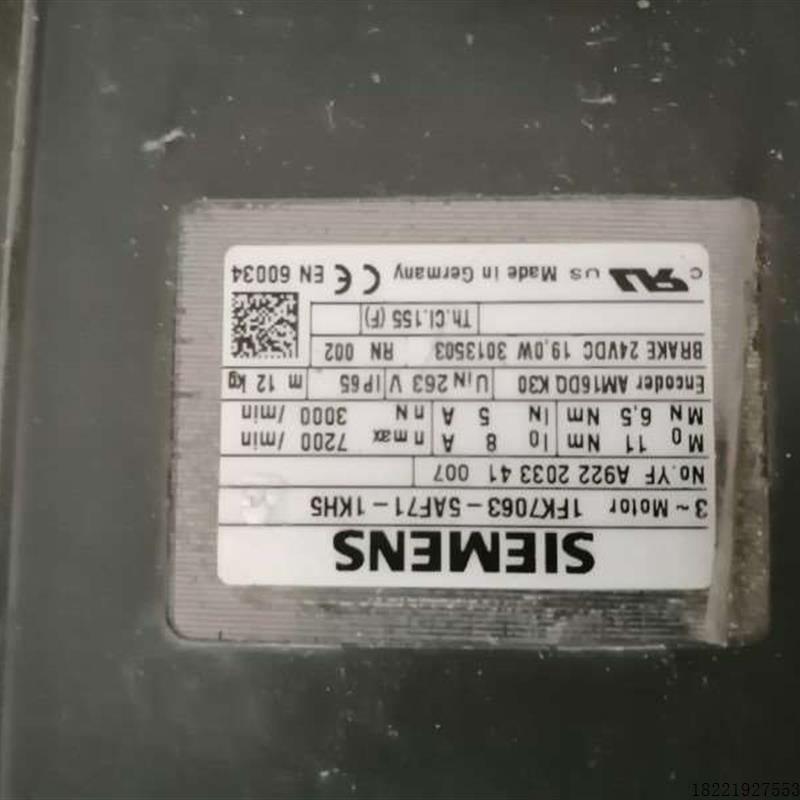 SIEMENS
3 ~ Motor 1FK7063-5AF71-1KH5
No.YF A922 2033 41 007
M0 11 Nm I0 8 A n max 7200 /min
MN 6,5 Nm IN 5 A nN 3000 /min
Encoder AM16DQ K30 UIN 263 V IP65 m 12 kg
BRAKE 24VDC 19,0W 3013503 RN 002
Th.Cl.155 (F)
c RU US Made in Germany CE EN 60034
18221927553